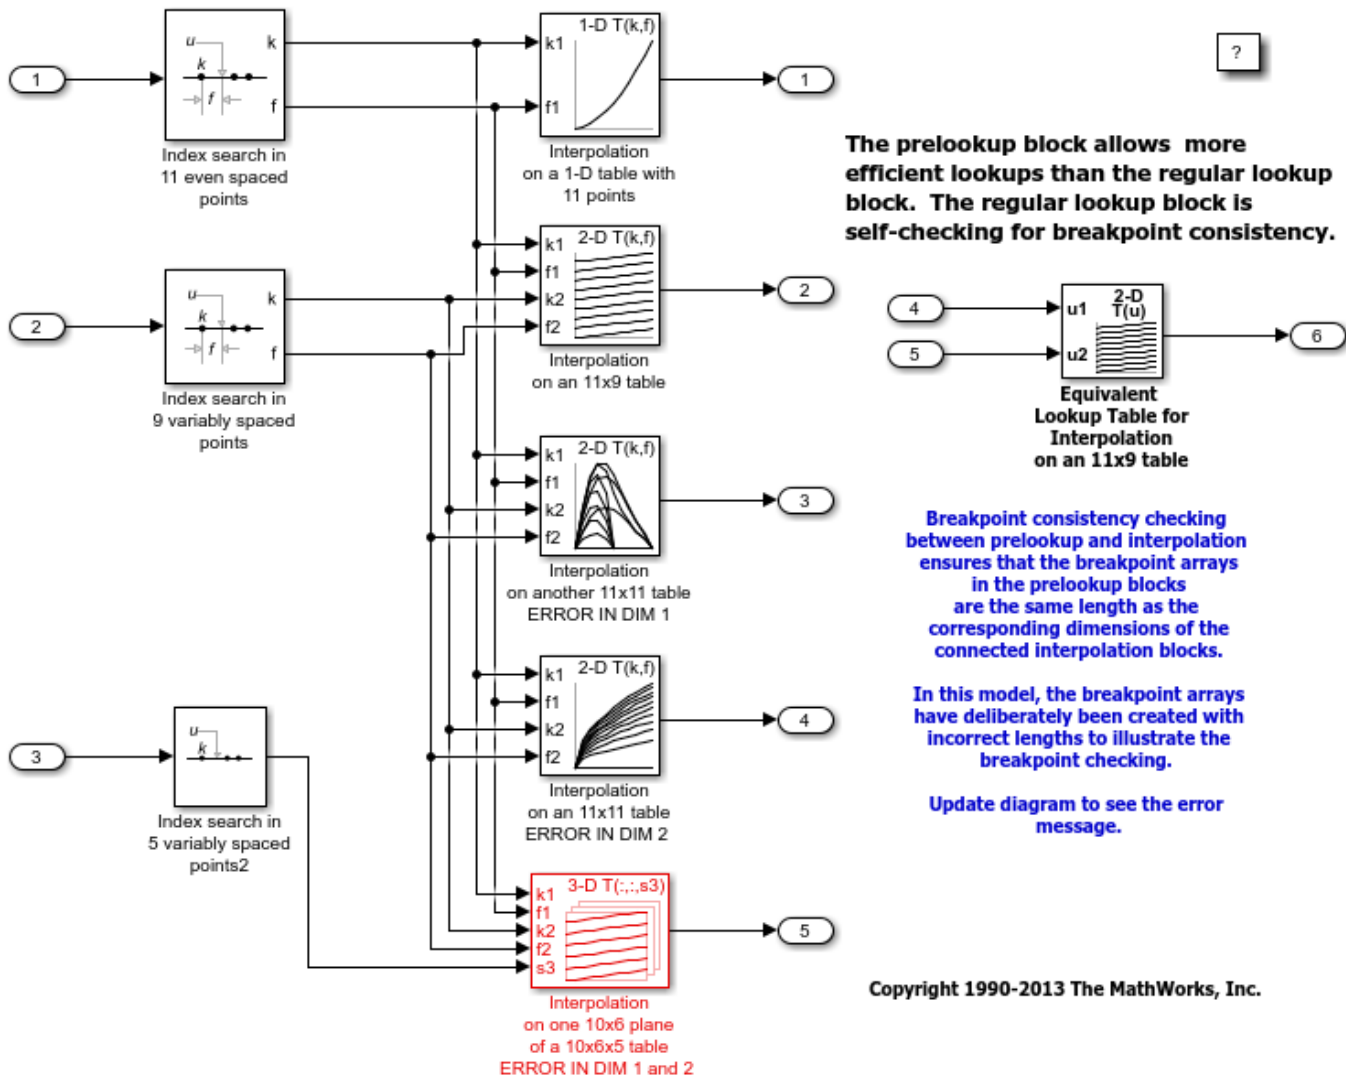 1
u
k
f
k
f
Index search in
11 even spaced
points
1-D T(k,f)
k1
f1
Interpolation
on a 1-D table with
11 points
1
?
The prelookup block allows  more
efficient lookups than the regular lookup
block.  The regular lookup block is
self-checking for breakpoint consistency.
2
u
k
f
k
f
Index search in
9 variably spaced
points
2-D T(k,f)
k1
f1
k2
f2
Interpolation
on an 11x9 table
2
4
5
u1
u2
2-D
T(u)
6
Equivalent
Lookup Table for
Interpolation
on an 11x9 table
2-D T(k,f)
k1
f1
k2
f2
Interpolation
on another 11x11 table
ERROR IN DIM 1
3
Breakpoint consistency checking
between prelookup and interpolation
ensures that the breakpoint arrays
in the prelookup blocks
are the same length as the
corresponding dimensions of the
connected interpolation blocks.
In this model, the breakpoint arrays
have deliberately been created with
incorrect lengths to illustrate the
breakpoint checking.
Update diagram to see the error
message.
2-D T(k,f)
k1
f1
k2
f2
Interpolation
on an 11x11 table
ERROR IN DIM 2
4
3
u
k
Index search in
5 variably spaced
points2
3-D T(:,:,s3)
k1
f1
k2
f2
s3
Interpolation
on one 10x6 plane
of a 10x6x5 table
ERROR IN DIM 1 and 2
5
Copyright 1990-2013 The MathWorks, Inc.